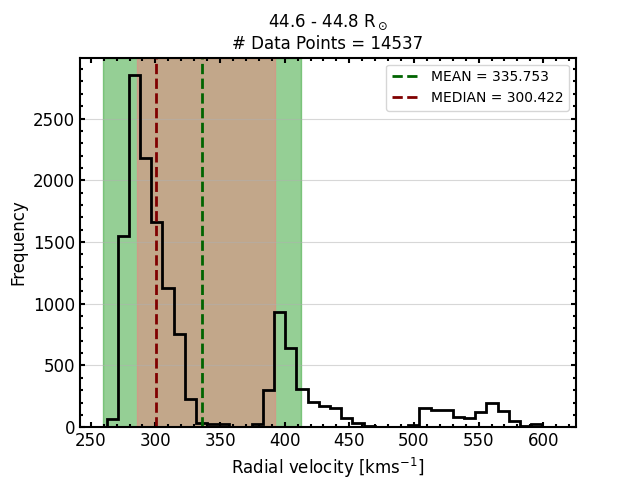 44.6 - 44.8 R⊙
# Data Points = 14537
MEAN = 335.753
MEDIAN = 300.422
Frequency
2500
2000
1500
1000
500
0
250 300 350 400 450 500 550 600
Radial velocity [kms⁻¹]